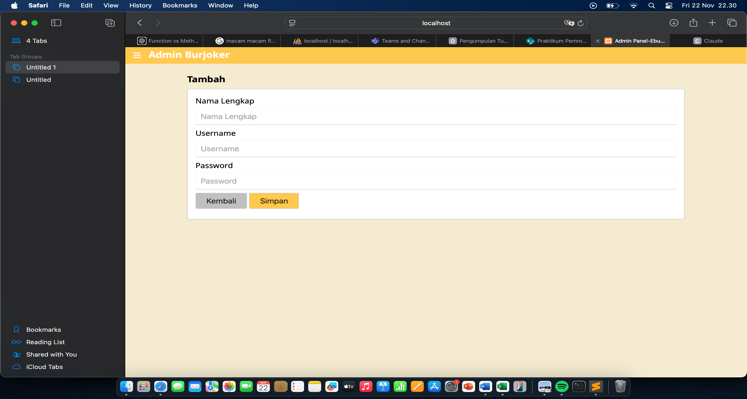 Safari File Edit View History Bookmarks Window Help Fri 22 Nov 22.30
localhost
4 Tabs
Function vs Meth... macam macam R... localhost / localh... Teams and Chan... Pengumpulan Tu... Praktikum Pemro... Admin Panel-Ebu... Claude
Tab Groups
Untitled 1
Untitled
Admin Burjoker
Tambah
Nama Lengkap
Nama Lengkap
Username
Username
Password
Password
Kembali Simpan
Bookmarks
Reading List
Shared with You
iCloud Tabs
22
tv